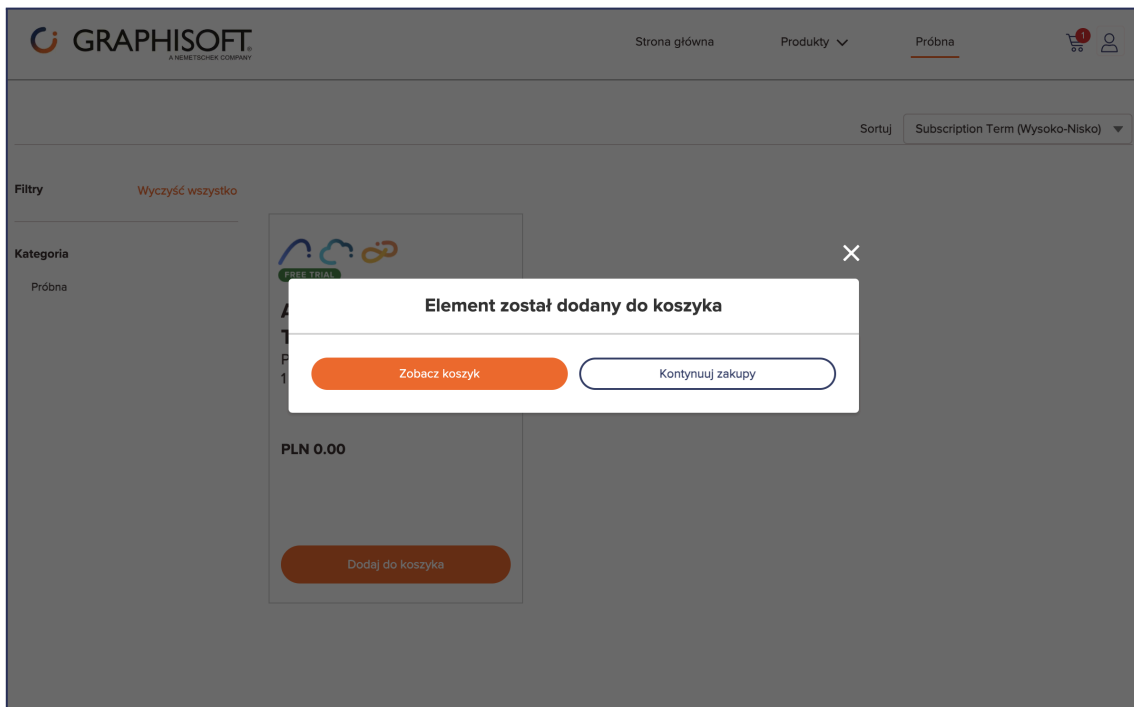 GRAPHISOFT.
A NEMETSCHEK COMPANY
Strona główna Produkty Próbna 1
Sortuj Subscription Term (Wysoko-Nisko)
Filtry Wyczyść wszystko
Kategoria
Próbna
FREE TRIAL
Element został dodany do koszyka
Zobacz koszyk Kontynuuj zakupy
1
PLN 0.00
Dodaj do koszyka